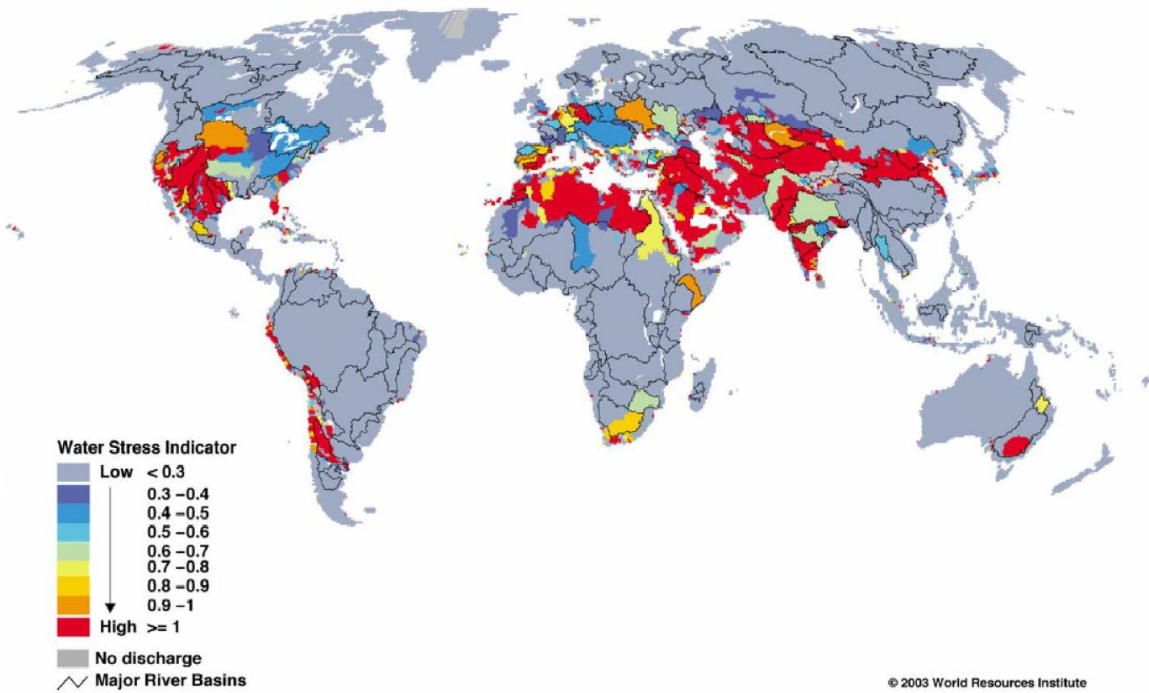 Water Stress Indicator
Low < 0.3
0.3 –0.4
0.4 –0.5
0.5 –0.6
0.6 –0.7
0.7 –0.8
0.8 –0.9
0.9 –1
High >= 1
No discharge
Major River Basins
© 2003 World Resources Institute